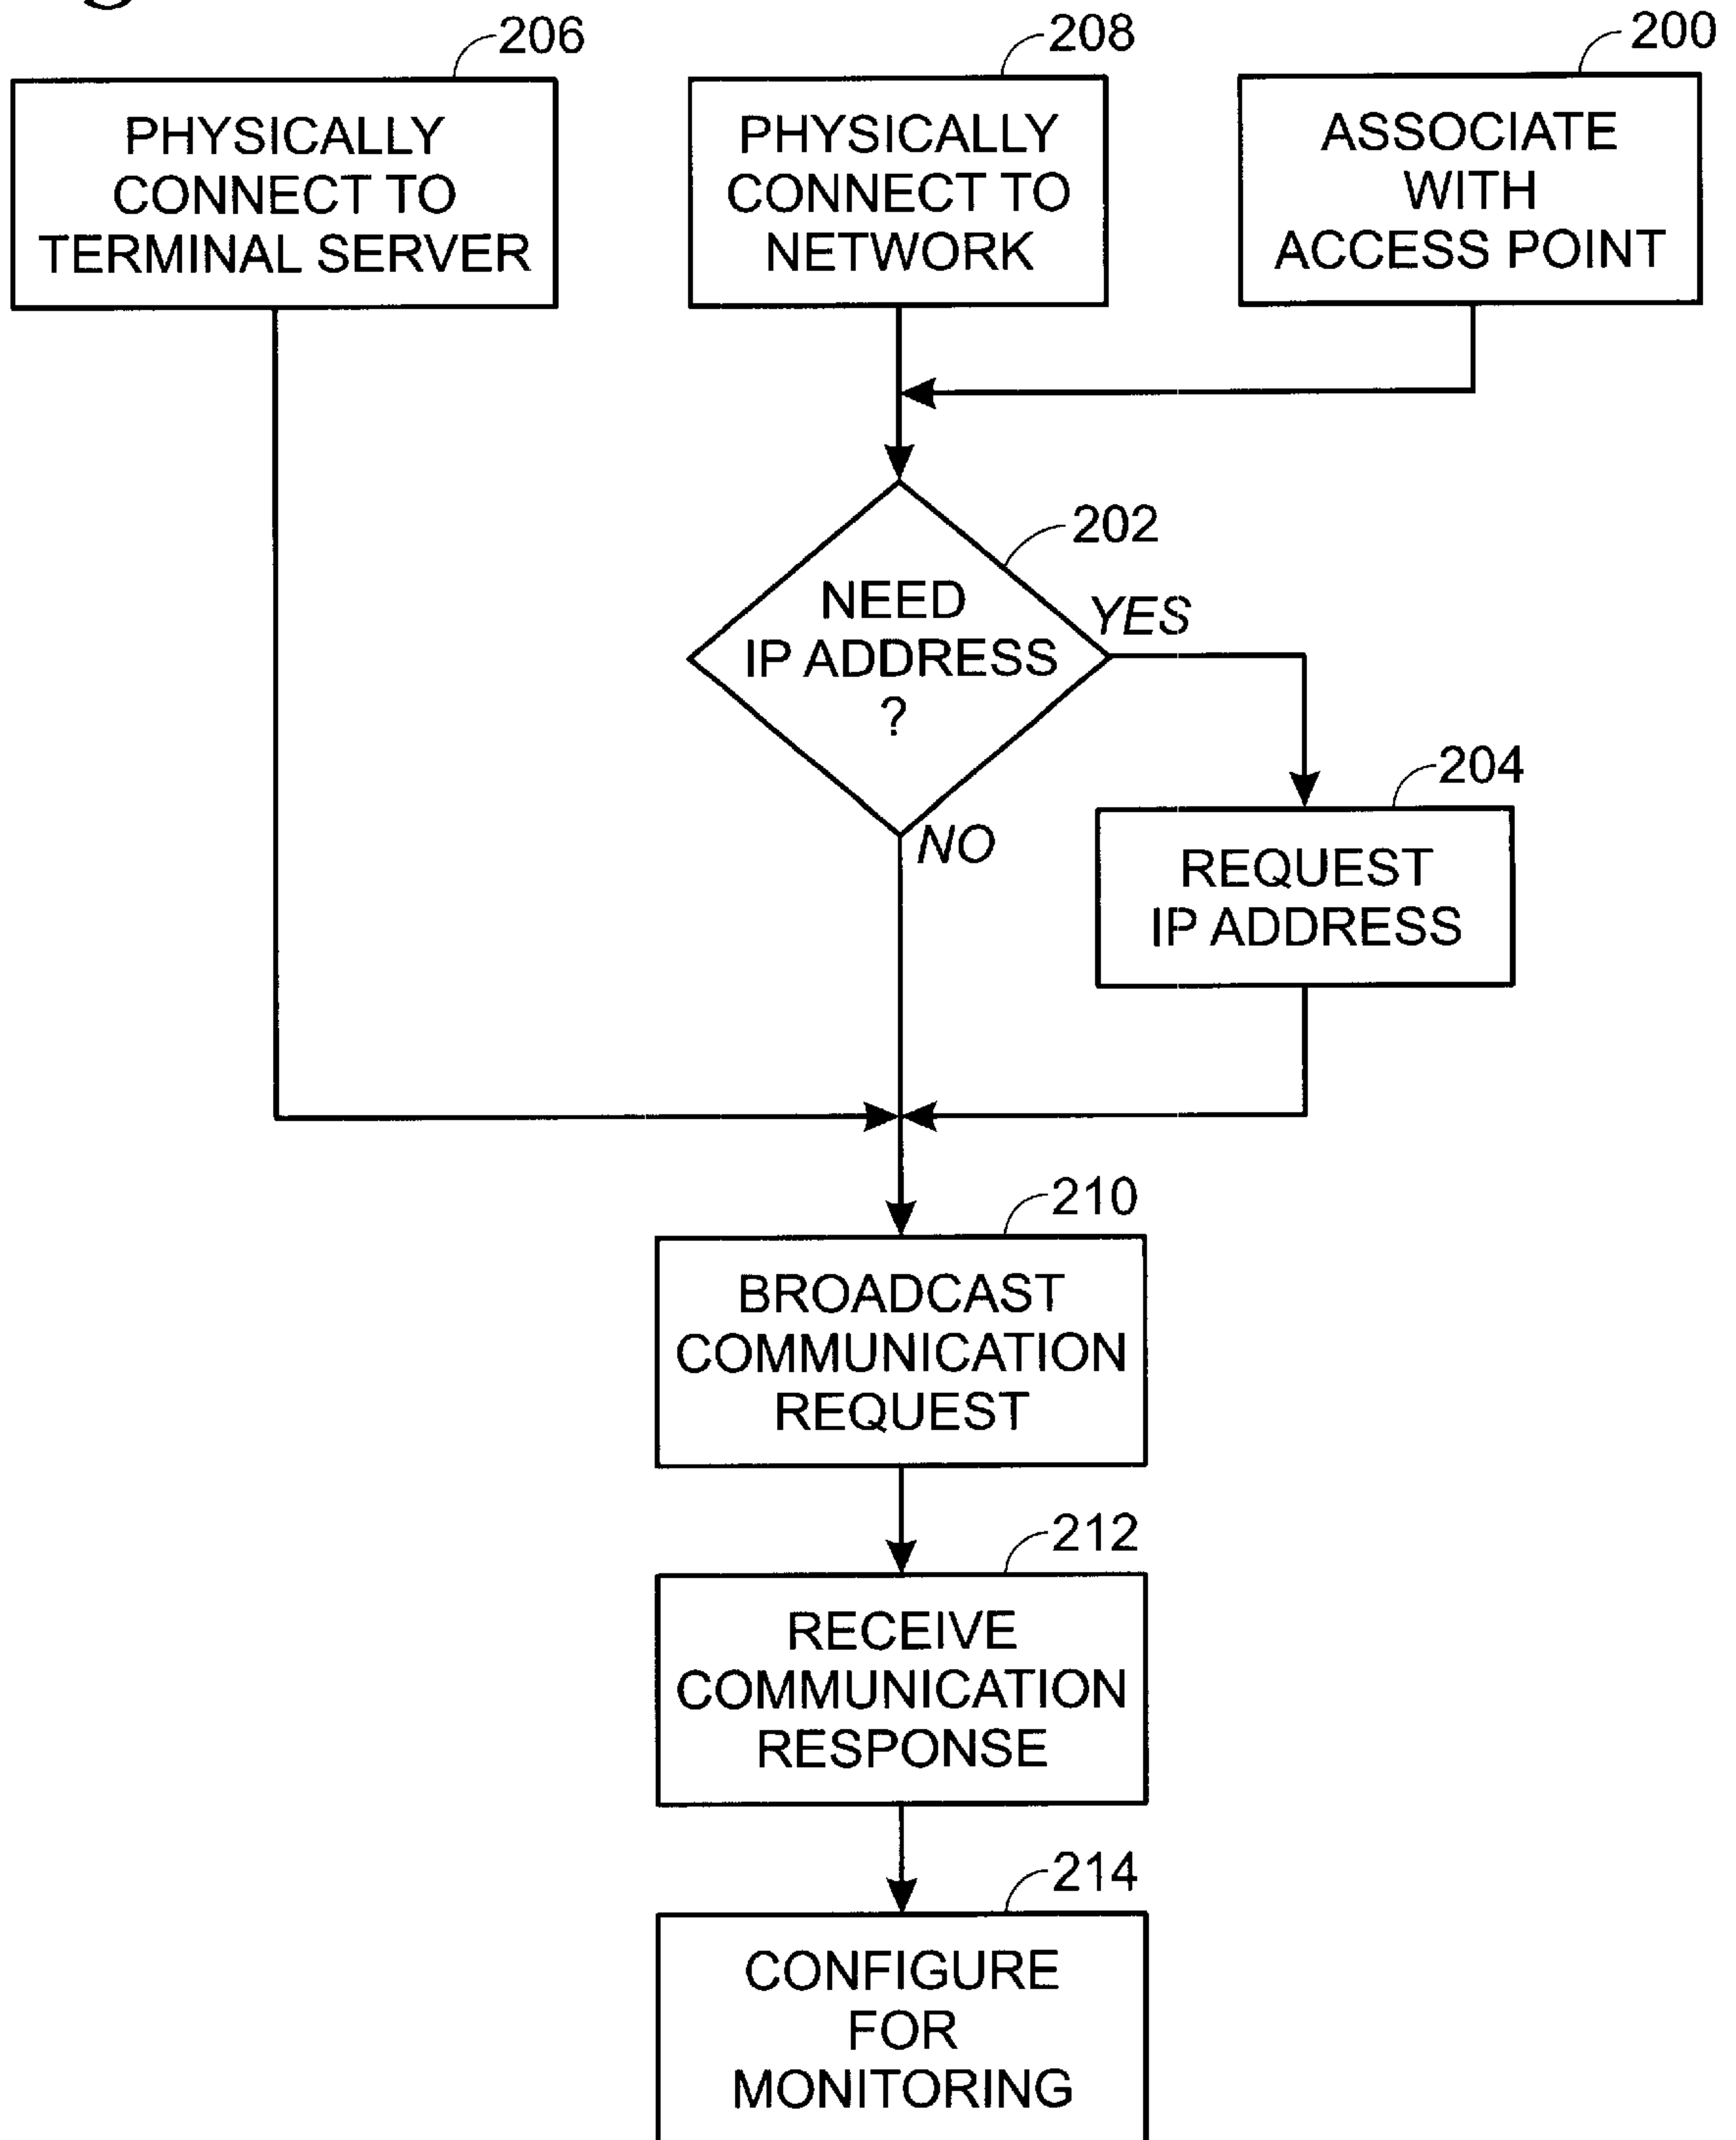 206
PHYSICALLY
CONNECT TO
TERMINAL SERVER
208
PHYSICALLY
CONNECT TO
NETWORK
200
ASSOCIATE
WITH
ACCESS POINT
202
NEED
IP ADDRESS
?
YES
NO
204
REQUEST
IP ADDRESS
210
BROADCAST
COMMUNICATION
REQUEST
212
RECEIVE
COMMUNICATION
RESPONSE
214
CONFIGURE
FOR
MONITORING